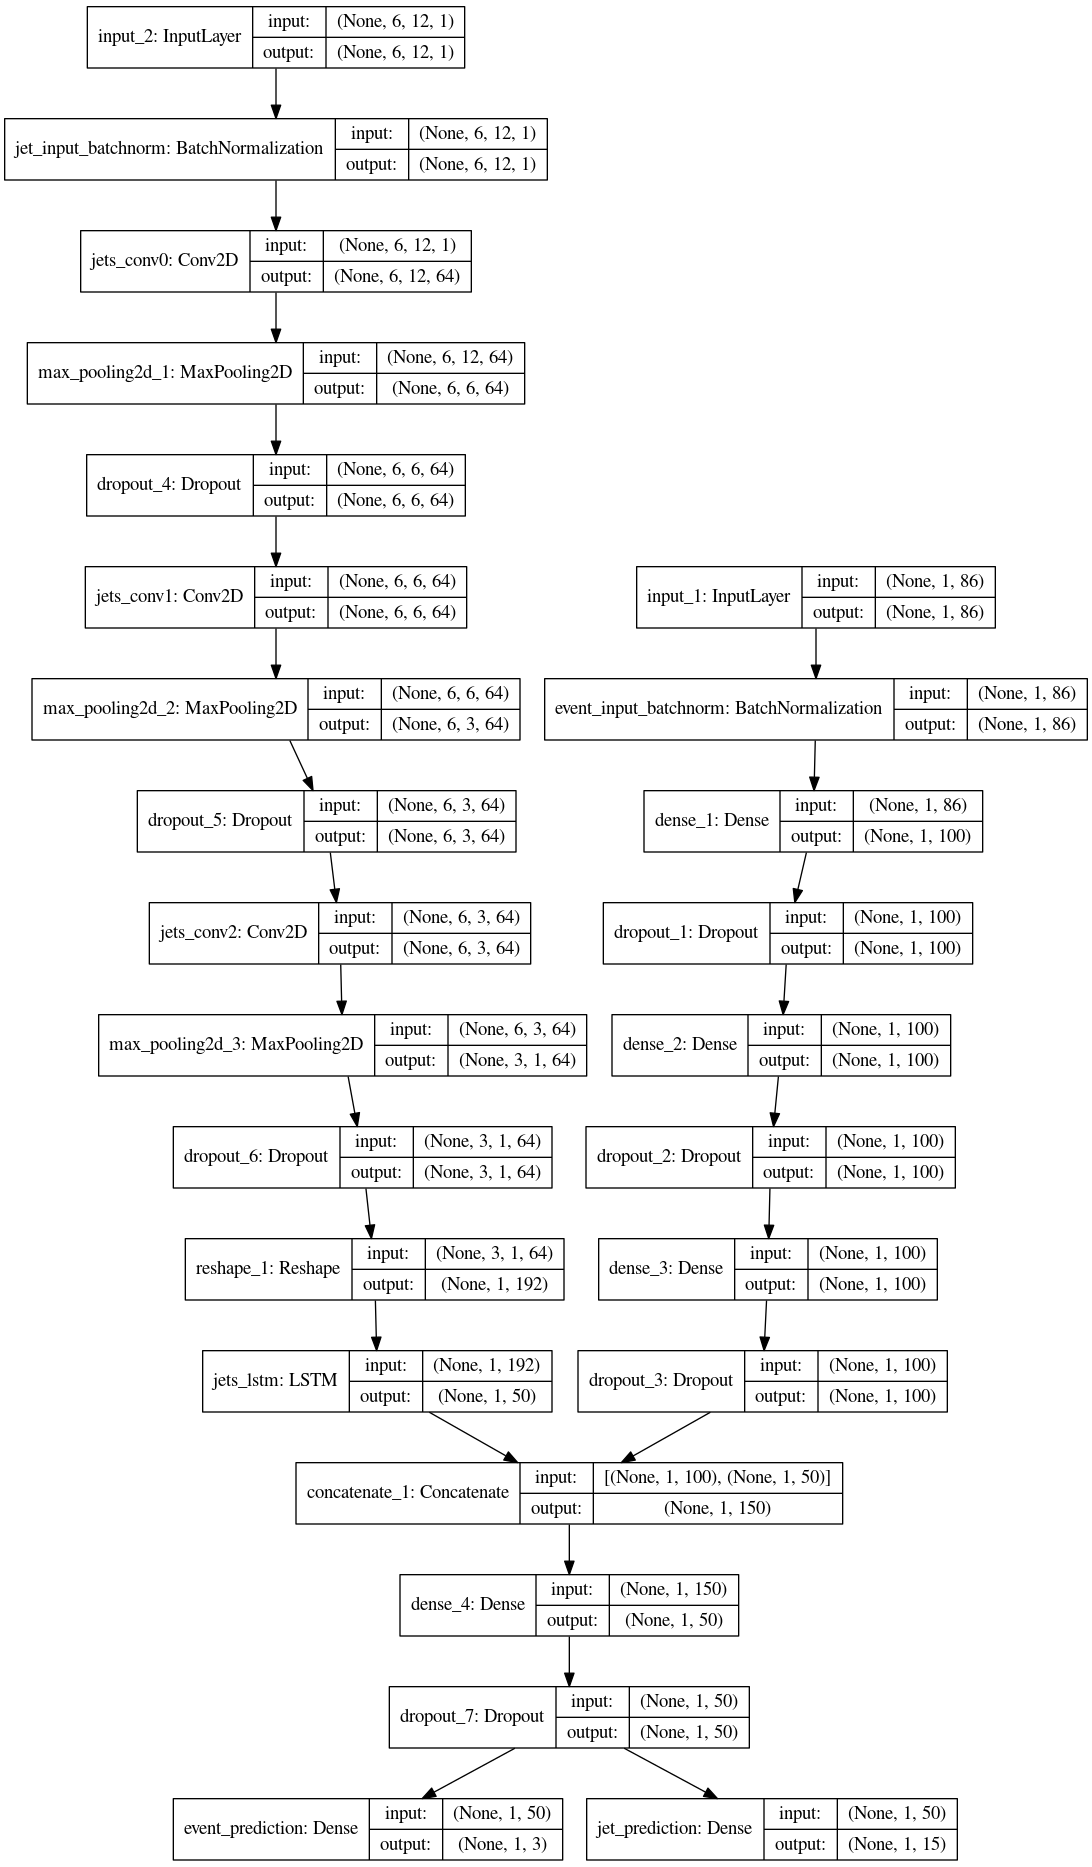 input_2: InputLayer
input: (None, 6, 12, 1)
output: (None, 6, 12, 1)
jet_input_batchnorm: BatchNormalization
input: (None, 6, 12, 1)
output: (None, 6, 12, 1)
jets_conv0: Conv2D
input: (None, 6, 12, 1)
output: (None, 6, 12, 64)
max_pooling2d_1: MaxPooling2D
input: (None, 6, 12, 64)
output: (None, 6, 6, 64)
dropout_4: Dropout
input: (None, 6, 6, 64)
output: (None, 6, 6, 64)
jets_conv1: Conv2D
input: (None, 6, 6, 64)
output: (None, 6, 6, 64)
input_1: InputLayer
input: (None, 1, 86)
output: (None, 1, 86)
max_pooling2d_2: MaxPooling2D
input: (None, 6, 6, 64)
output: (None, 6, 3, 64)
event_input_batchnorm: BatchNormalization
input: (None, 1, 86)
output: (None, 1, 86)
dropout_5: Dropout
input: (None, 6, 3, 64)
output: (None, 6, 3, 64)
dense_1: Dense
input: (None, 1, 86)
output: (None, 1, 100)
jets_conv2: Conv2D
input: (None, 6, 3, 64)
output: (None, 6, 3, 64)
dropout_1: Dropout
input: (None, 1, 100)
output: (None, 1, 100)
max_pooling2d_3: MaxPooling2D
input: (None, 6, 3, 64)
output: (None, 3, 1, 64)
dense_2: Dense
input: (None, 1, 100)
output: (None, 1, 100)
dropout_6: Dropout
input: (None, 3, 1, 64)
output: (None, 3, 1, 64)
dropout_2: Dropout
input: (None, 1, 100)
output: (None, 1, 100)
reshape_1: Reshape
input: (None, 3, 1, 64)
output: (None, 1, 192)
dense_3: Dense
input: (None, 1, 100)
output: (None, 1, 100)
jets_lstm: LSTM
input: (None, 1, 192)
output: (None, 1, 50)
dropout_3: Dropout
input: (None, 1, 100)
output: (None, 1, 100)
concatenate_1: Concatenate
input: [(None, 1, 100), (None, 1, 50)]
output: (None, 1, 150)
dense_4: Dense
input: (None, 1, 150)
output: (None, 1, 50)
dropout_7: Dropout
input: (None, 1, 50)
output: (None, 1, 50)
event_prediction: Dense
input: (None, 1, 50)
output: (None, 1, 3)
jet_prediction: Dense
input: (None, 1, 50)
output: (None, 1, 15)